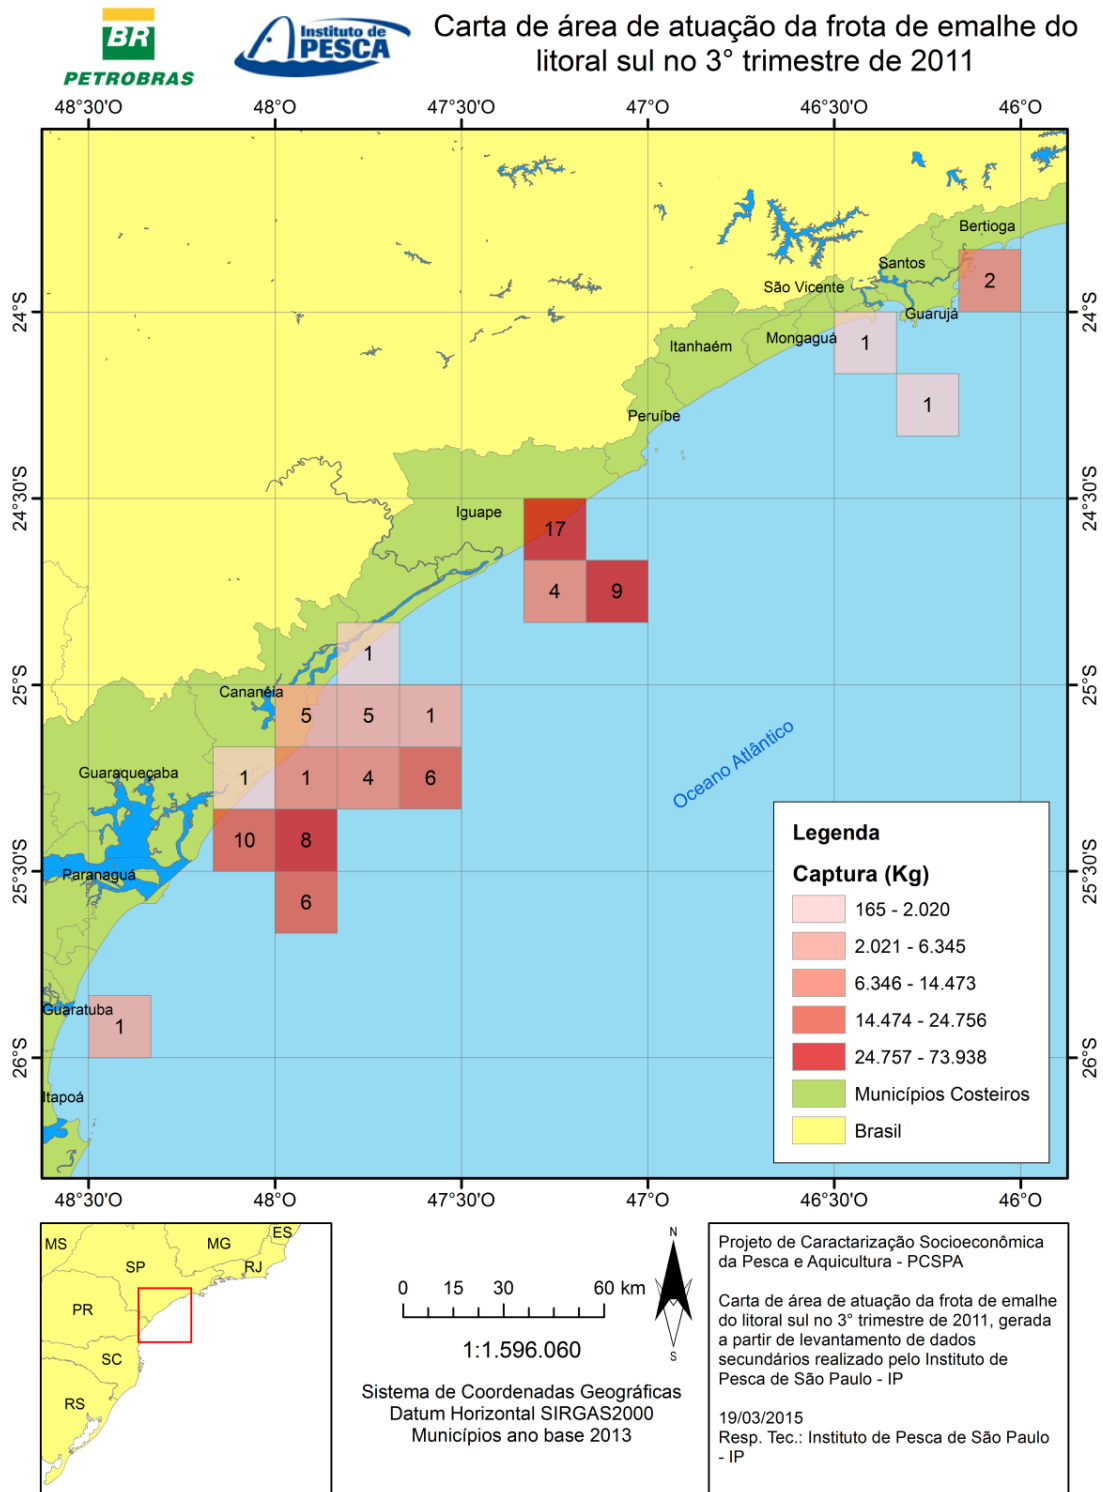 BR
PETROBRAS
Instituto de
PESCA
Carta de área de atuação da frota de emalhe do
litoral sul no 3° trimestre de 2011
48°30'O 48°O 47°30'O 47°O 46°30'O 46°O
Bertioga
Santos
2
São Vicente
24°S 24°S
Guarujá
Mongaguá
1
Itanhaém
1
Peruíbe
24°30'S 24°30'S
Iguape
17
4 9
1
25°S 25°S
Cananéia
5 5 1
Guaraqueçaba
1 1 4 6
Oceano Atlântico
10 8
25°30'S 25°30'S
Paranaguá
6
Guaratuba
1
26°S 26°S
Itapoá
Legenda
Captura (Kg)
165 - 2.020
2.021 - 6.345
6.346 - 14.473
14.474 - 24.756
24.757 - 73.938
Municípios Costeiros
Brasil
48°30'O 48°O 47°30'O 47°O 46°30'O 46°O
MS
MG
ES
SP
RJ
PR
SC
RS
0 15 30 60 km
1:1.596.060
N
S
Sistema de Coordenadas Geográficas
Datum Horizontal SIRGAS2000
Municípios ano base 2013
Projeto de Caractarização Socioeconômica
da Pesca e Aquicultura - PCSPA
Carta de área de atuação da frota de emalhe
do litoral sul no 3° trimestre de 2011, gerada
a partir de levantamento de dados
secundários realizado pelo Instituto de
Pesca de São Paulo - IP
19/03/2015
Resp. Tec.: Instituto de Pesca de São Paulo
- IP